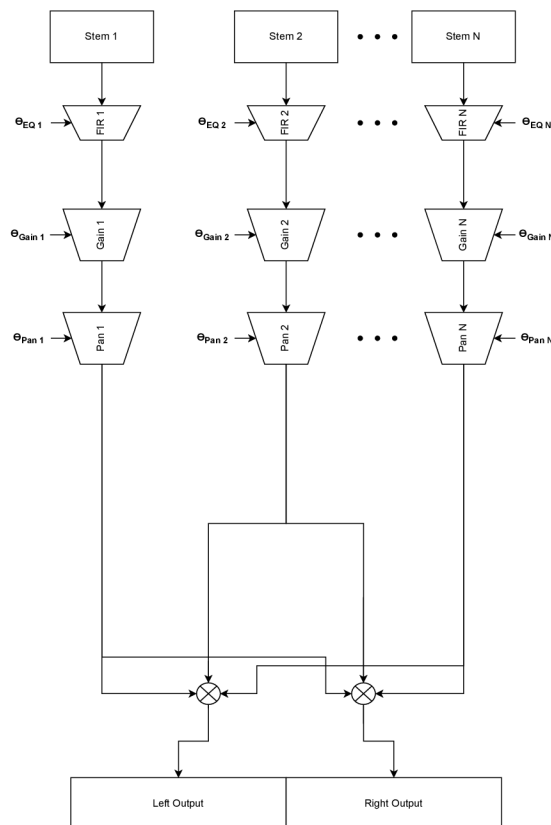 Stem 1
Stem 2
Stem N
ΘEQ 1
FIR 1
ΘEQ 2
FIR 2
FIR N
ΘEQ N
ΘGain 1
Gain 1
ΘGain 2
Gain 2
Gain N
ΘGain N
ΘPan 1
Pan 1
ΘPan 2
Pan 2
Pan N
ΘPan N
Left Output
Right Output